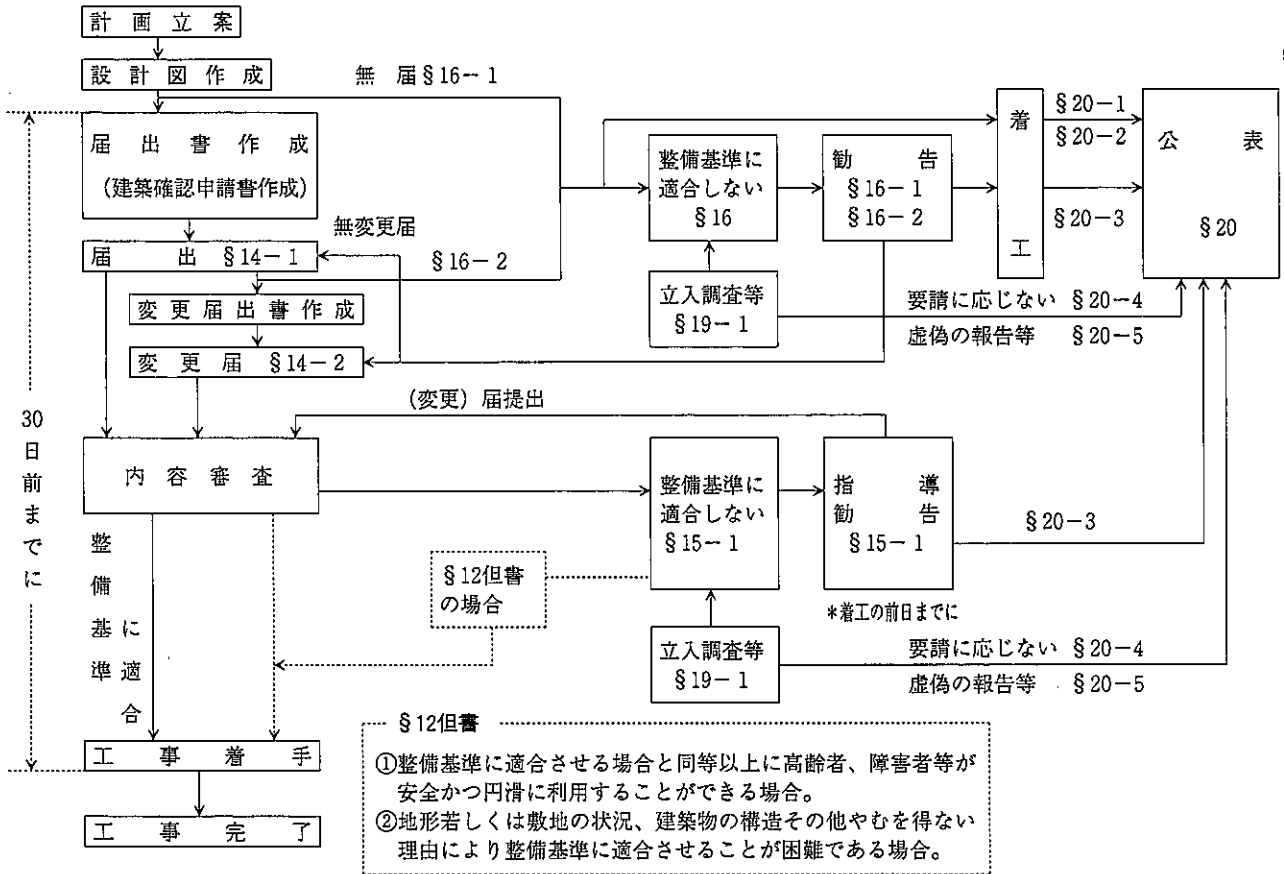 計画立案
設計図作成
無 届§16-1
届出書作成
(建築確認申請書作成)
無変更届
届 出 §14-1
§16-2
変更届出書作成
変更届 §14-2
整備基準に
適合しない
§16
勧 告
§16-1
§16-2
着 工
§20-1
§20-2
§20-3
公 表
§20
立入調査等
§19-1
要請に応じない §20-4
虚偽の報告等 §20-5
30日前までに
(変更)届提出
内容審査
整備基準に
適合しない
§15-1
指 導
勧 告
§15-1
§20-3
*着工の前日までに
整備基準
に適合
§12但書
の場合
立入調査等
§19-1
要請に応じない §20-4
虚偽の報告等 §20-5
工事着手
工事完了
§12但書
①整備基準に適合させる場合と同等以上に高齢者、障害者等が
安全かつ円滑に利用することができる場合。
②地形若しくは敷地の状況、建築物の構造その他やむを得ない
理由により整備基準に適合させることが困難である場合。